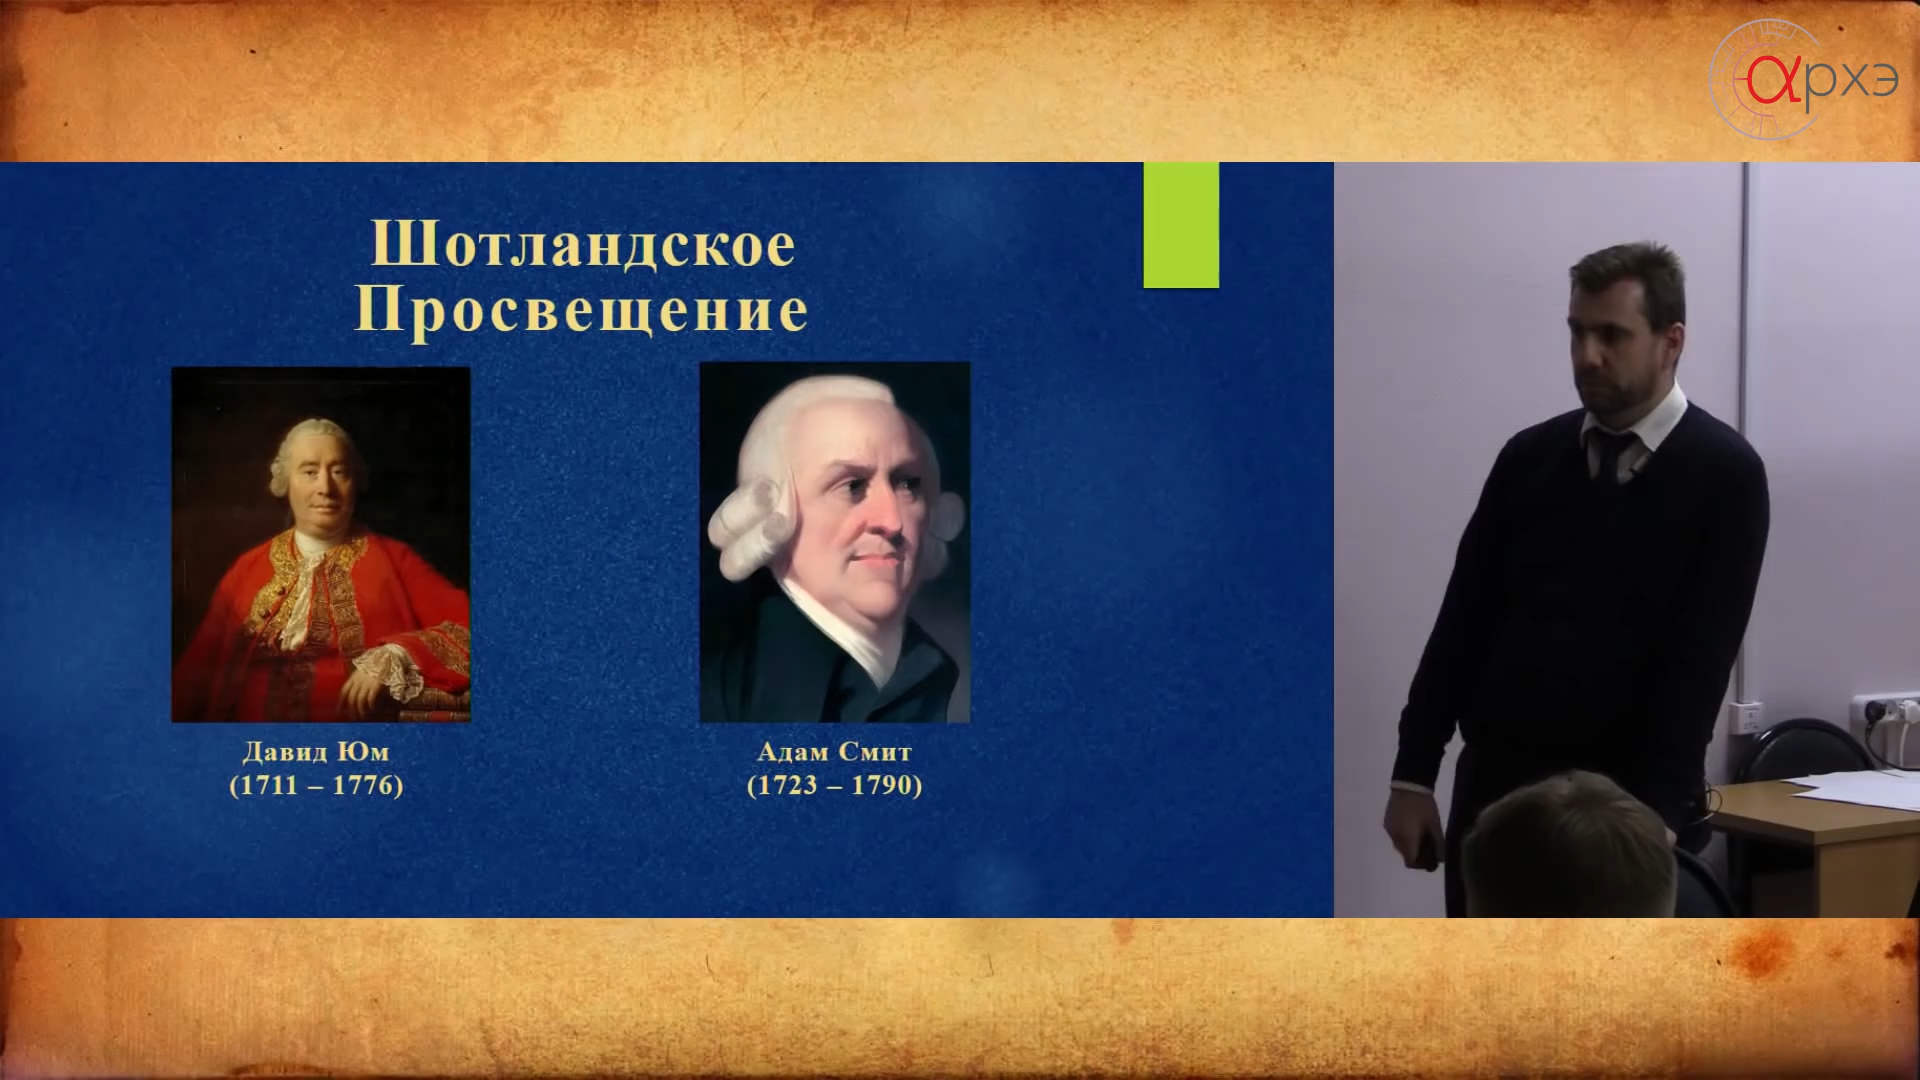 αрхэ
Шотландское
Просвещение
Давид Юм
(1711 – 1776)
Адам Смит
(1723 – 1790)